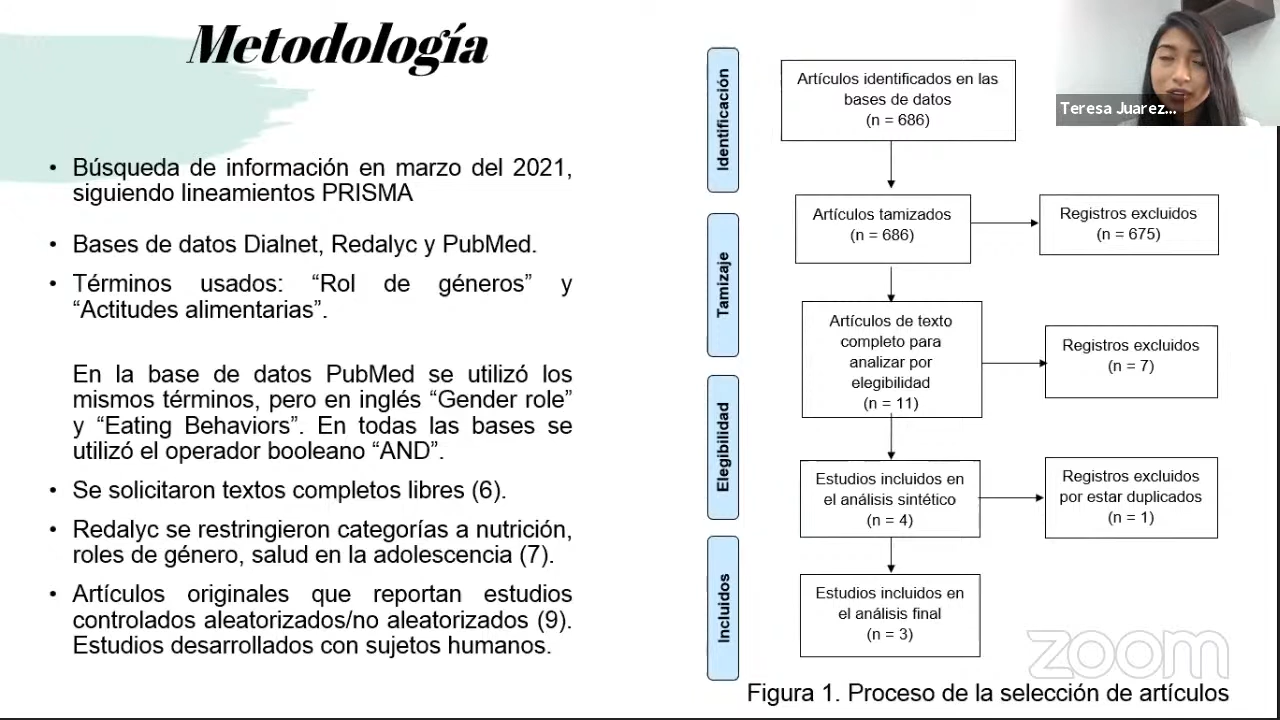 Metodología
• Búsqueda de información en marzo del 2021,
siguiendo lineamientos PRISMA
• Bases de datos Dialnet, Redalyc y PubMed.
• Términos usados: “Rol de géneros” y
“Actitudes alimentarias”.
En la base de datos PubMed se utilizó los
mismos términos, pero en inglés “Gender role”
y “Eating Behaviors”. En todas las bases se
utilizó el operador booleano “AND”.
• Se solicitaron textos completos libres (6).
• Redalyc se restringieron categorías a nutrición,
roles de género, salud en la adolescencia (7).
• Artículos originales que reportan estudios
controlados aleatorizados/no aleatorizados (9).
Estudios desarrollados con sujetos humanos.
Identificación
Artículos identificados en las
bases de datos
(n = 686)
Tamizaje
Artículos tamizados
(n = 686)
Registros excluidos
(n = 675)
Artículos de texto
completo para
analizar por
elegibilidad
(n = 11)
Registros excluidos
(n = 7)
Elegibilidad
Estudios incluidos en
el análisis sintético
(n = 4)
Registros excluidos
por estar duplicados
(n = 1)
Incluidos
Estudios incluidos en
el análisis final
(n = 3)
Figura 1. Proceso de la selección de artículos
Teresa Juarez...
zoom